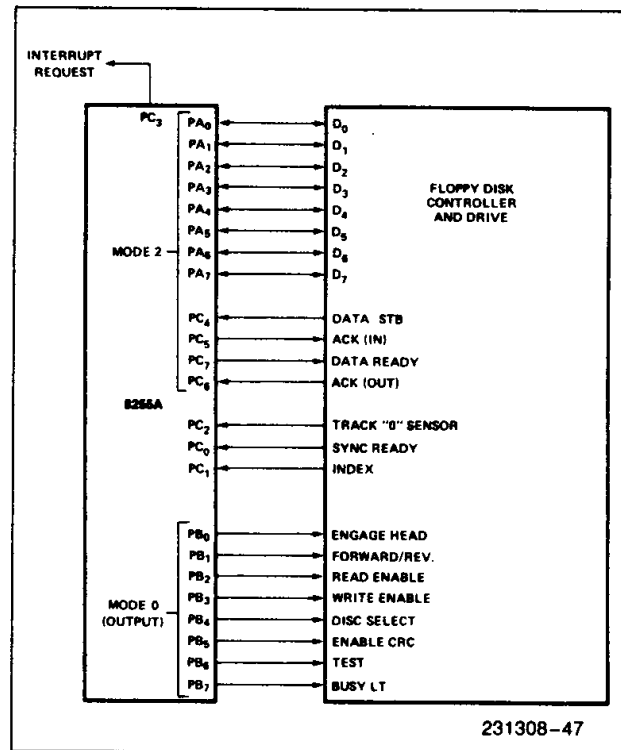 INTERRUPT
REQUEST
PC3
PA0 D0
PA1 D1
PA2 D2
PA3 D3
PA4 D4
PA5 D5
PA6 D6
PA7 D7
FLOPPY DISK
CONTROLLER
AND DRIVE
MODE 2
PC4 DATA STB
PC5 ACK (IN)
PC7 DATA READY
PC6 ACK (OUT)
8255A
PC2 TRACK "0" SENSOR
PC0 SYNC READY
PC1 INDEX
PB0 ENGAGE HEAD
PB1 FORWARD/REV.
PB2 READ ENABLE
PB3 WRITE ENABLE
PB4 DISC SELECT
PB5 ENABLE CRC
PB6 TEST
PB7 BUSY LT
MODE 0
(OUTPUT)
231308-47